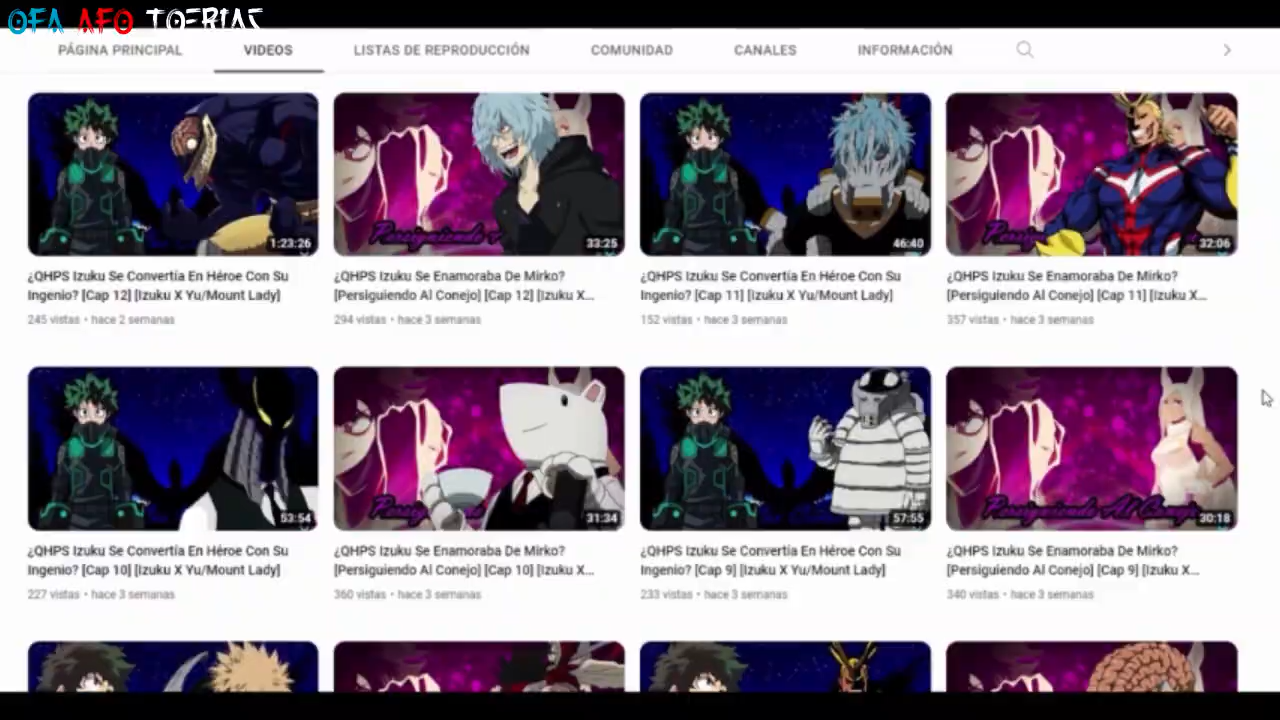 OFA AFO TOERIAS
PÁGINA PRINCIPAL VIDEOS LISTAS DE REPRODUCCIÓN COMUNIDAD CANALES INFORMACIÓN
1:23:26 33:25 46:40 32:06
¿QHPS Izuku Se Convertía En Héroe Con Su
Ingenio? [Cap 12] [Izuku X Yu/Mount Lady]
245 vistas • hace 2 semanas
¿QHPS Izuku Se Enamoraba De Mirko?
[Persiguiendo Al Conejo] [Cap 12] [Izuku X...
294 vistas • hace 3 semanas
¿QHPS Izuku Se Convertía En Héroe Con Su
Ingenio? [Cap 11] [Izuku X Yu/Mount Lady]
152 vistas • hace 3 semanas
¿QHPS Izuku Se Enamoraba De Mirko?
[Persiguiendo Al Conejo] [Cap 11] [Izuku X...
357 vistas • hace 3 semanas
Persiguiendo Al Conejo
53:54 31:34 57:55 30:18
¿QHPS Izuku Se Convertía En Héroe Con Su
Ingenio? [Cap 10] [Izuku X Yu/Mount Lady]
227 vistas • hace 3 semanas
¿QHPS Izuku Se Enamoraba De Mirko?
[Persiguiendo Al Conejo] [Cap 10] [Izuku X...
360 vistas • hace 3 semanas
¿QHPS Izuku Se Convertía En Héroe Con Su
Ingenio? [Cap 9] [Izuku X Yu/Mount Lady]
233 vistas • hace 3 semanas
¿QHPS Izuku Se Enamoraba De Mirko?
[Persiguiendo Al Conejo] [Cap 9] [Izuku X...
340 vistas • hace 3 semanas